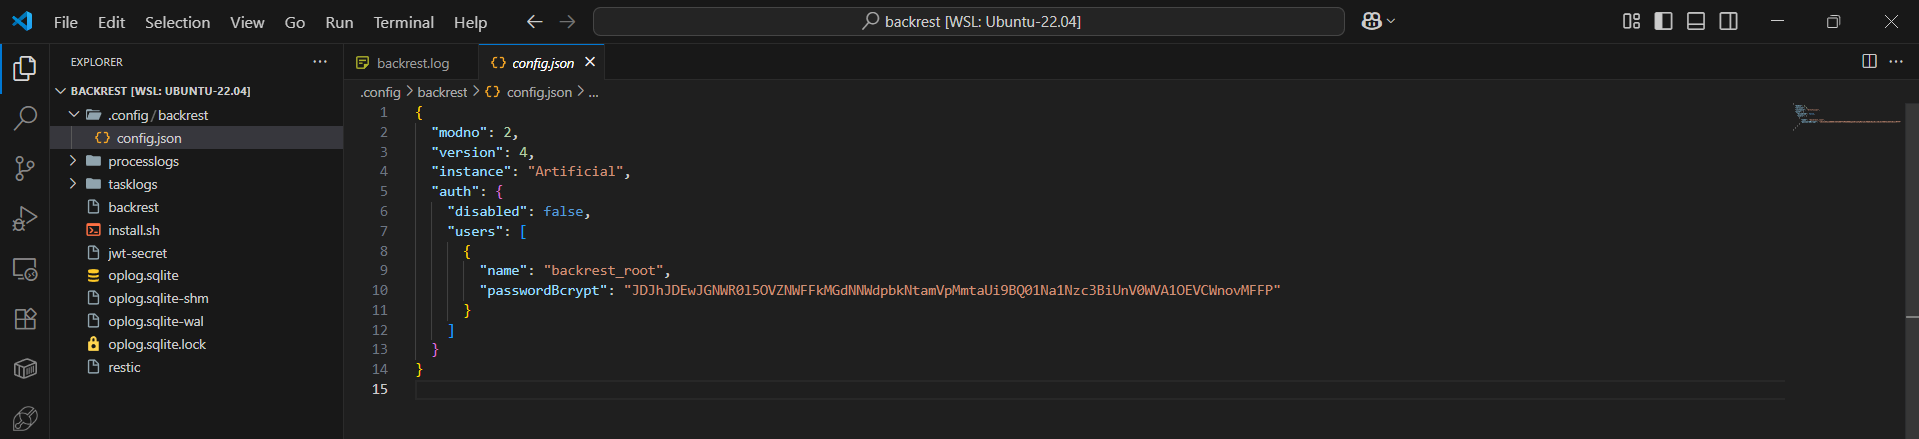 File Edit Selection View Go Run Terminal Help
backrest [WSL: Ubuntu-22.04]
EXPLORER
BACKREST [WSL: UBUNTU-22.04]
.config / backrest
config.json
processlogs
tasklogs
backrest
install.sh
jwt-secret
oplog.sqlite
oplog.sqlite-shm
oplog.sqlite-wal
oplog.sqlite.lock
restic
backrest.log
{} config.json
.config > backrest > {} config.json > ...
1 {
2 "modno": 2,
3 "version": 4,
4 "instance": "Artificial",
5 "auth": {
6 "disabled": false,
7 "users": [
8 {
9 "name": "backrest_root",
10 "passwordBcrypt": "JDJhJDEwJGNWR0l5OVZNWFFkMGdNNWdpbkNtamVpMmtaUi9BQ01Na1Nzc3BiUnV0WVA1OEVCWnovMFFP"
11 }
12 ]
13 }
14 }
15